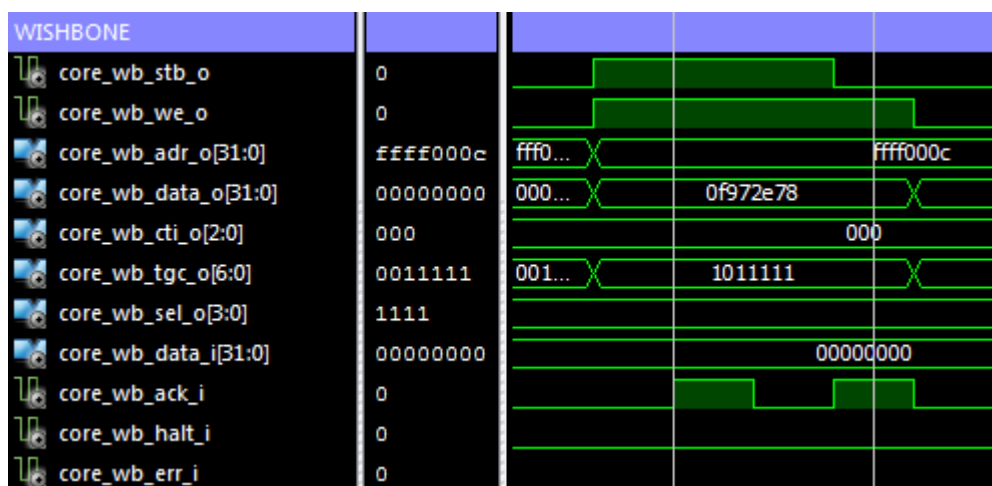 WISHBONE
core_wb_stb_o 0
core_wb_we_o 0
core_wb_adr_o[31:0] ffff000c fff0... ffff000c
core_wb_data_o[31:0] 00000000 000... 0f972e78
core_wb_cti_o[2:0] 000 000
core_wb_tgc_o[6:0] 0011111 001... 1011111
core_wb_sel_o[3:0] 1111
core_wb_data_i[31:0] 00000000 00000000
core_wb_ack_i 0
core_wb_halt_i 0
core_wb_err_i 0